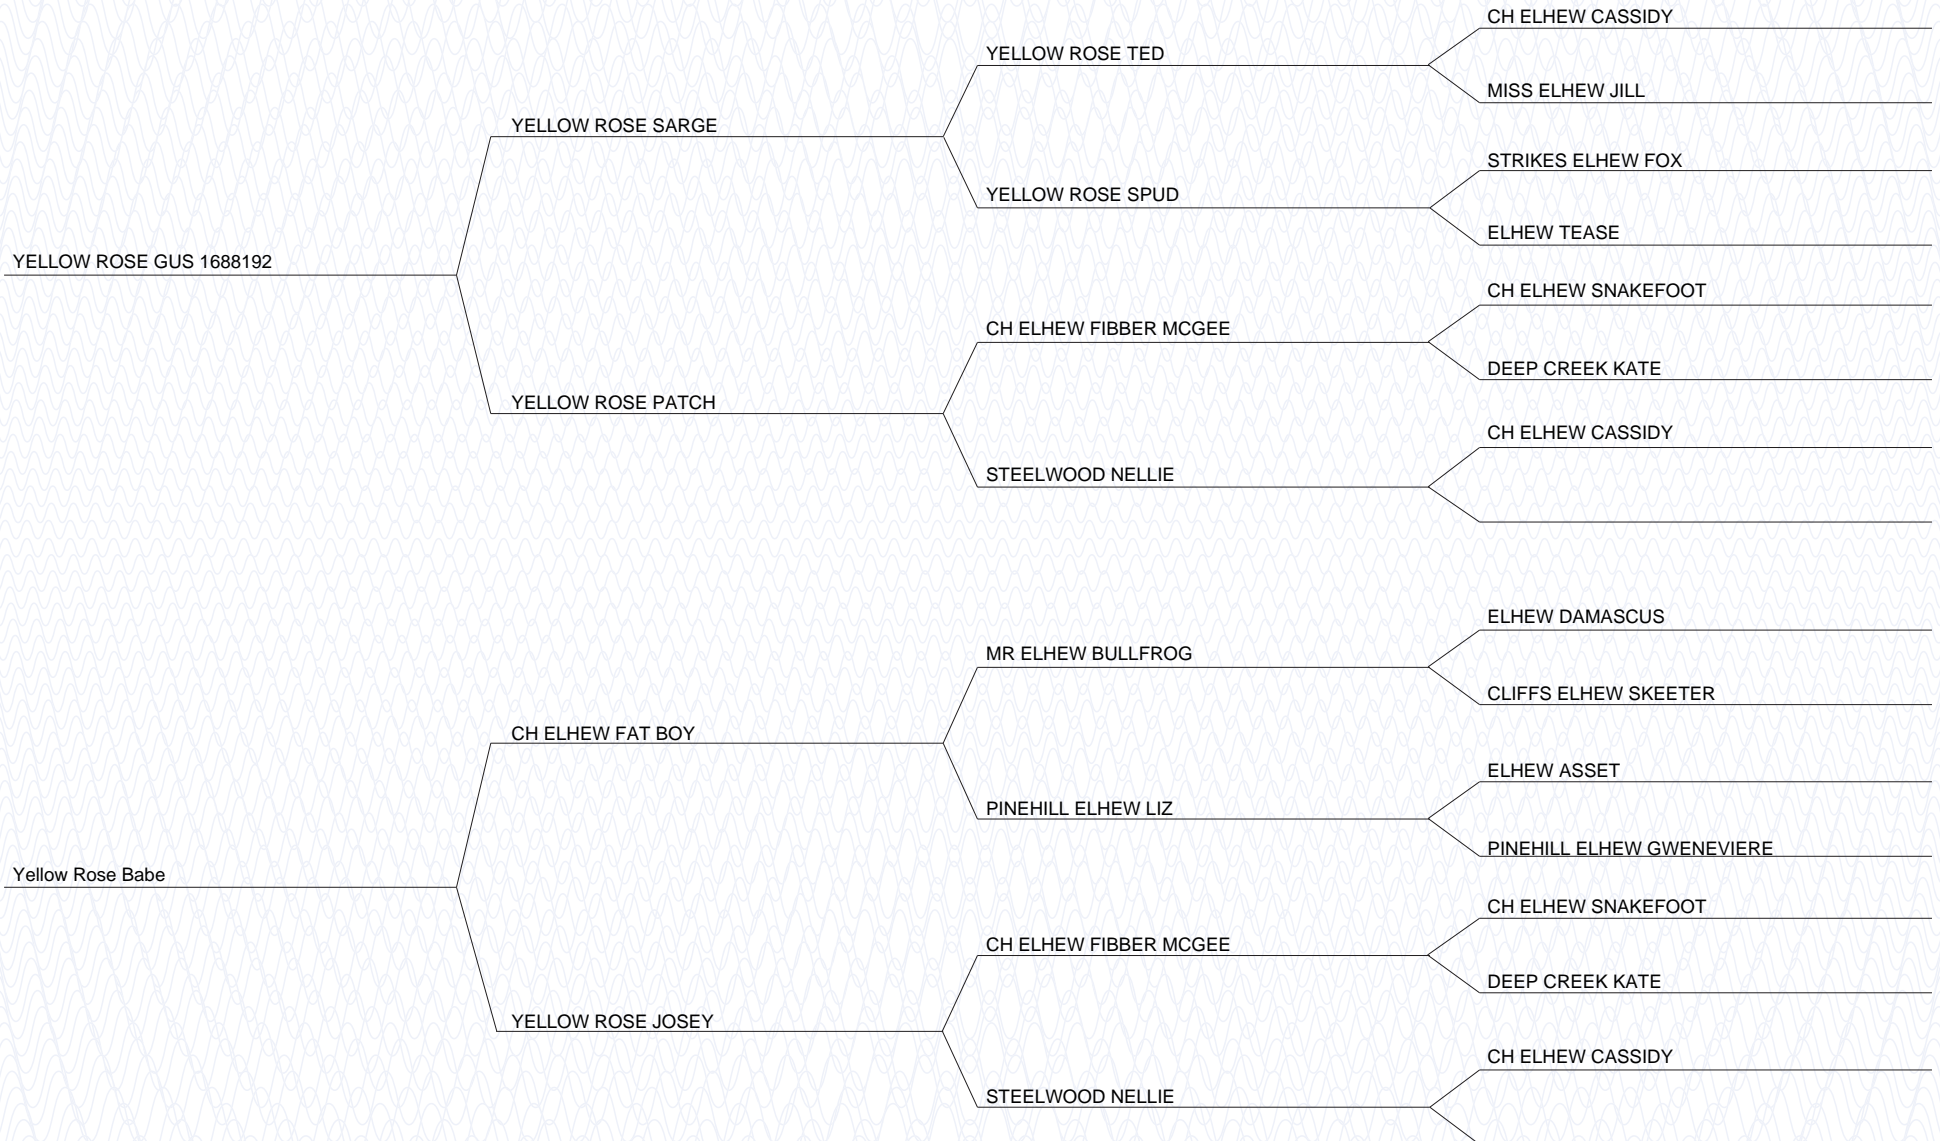 CH ELHEW CASSIDY
YELLOW ROSE TED
MISS ELHEW JILL
YELLOW ROSE SARGE
STRIKES ELHEW FOX
YELLOW ROSE SPUD
ELHEW TEASE
YELLOW ROSE GUS 1688192
CH ELHEW SNAKEFOOT
CH ELHEW FIBBER MCGEE
DEEP CREEK KATE
YELLOW ROSE PATCH
CH ELHEW CASSIDY
STEELWOOD NELLIE
ELHEW DAMASCUS
MR ELHEW BULLFROG
CLIFFS ELHEW SKEETER
CH ELHEW FAT BOY
ELHEW ASSET
PINEHILL ELHEW LIZ
PINEHILL ELHEW GWENEVIERE
Yellow Rose Babe
CH ELHEW SNAKEFOOT
CH ELHEW FIBBER MCGEE
DEEP CREEK KATE
YELLOW ROSE JOSEY
CH ELHEW CASSIDY
STEELWOOD NELLIE